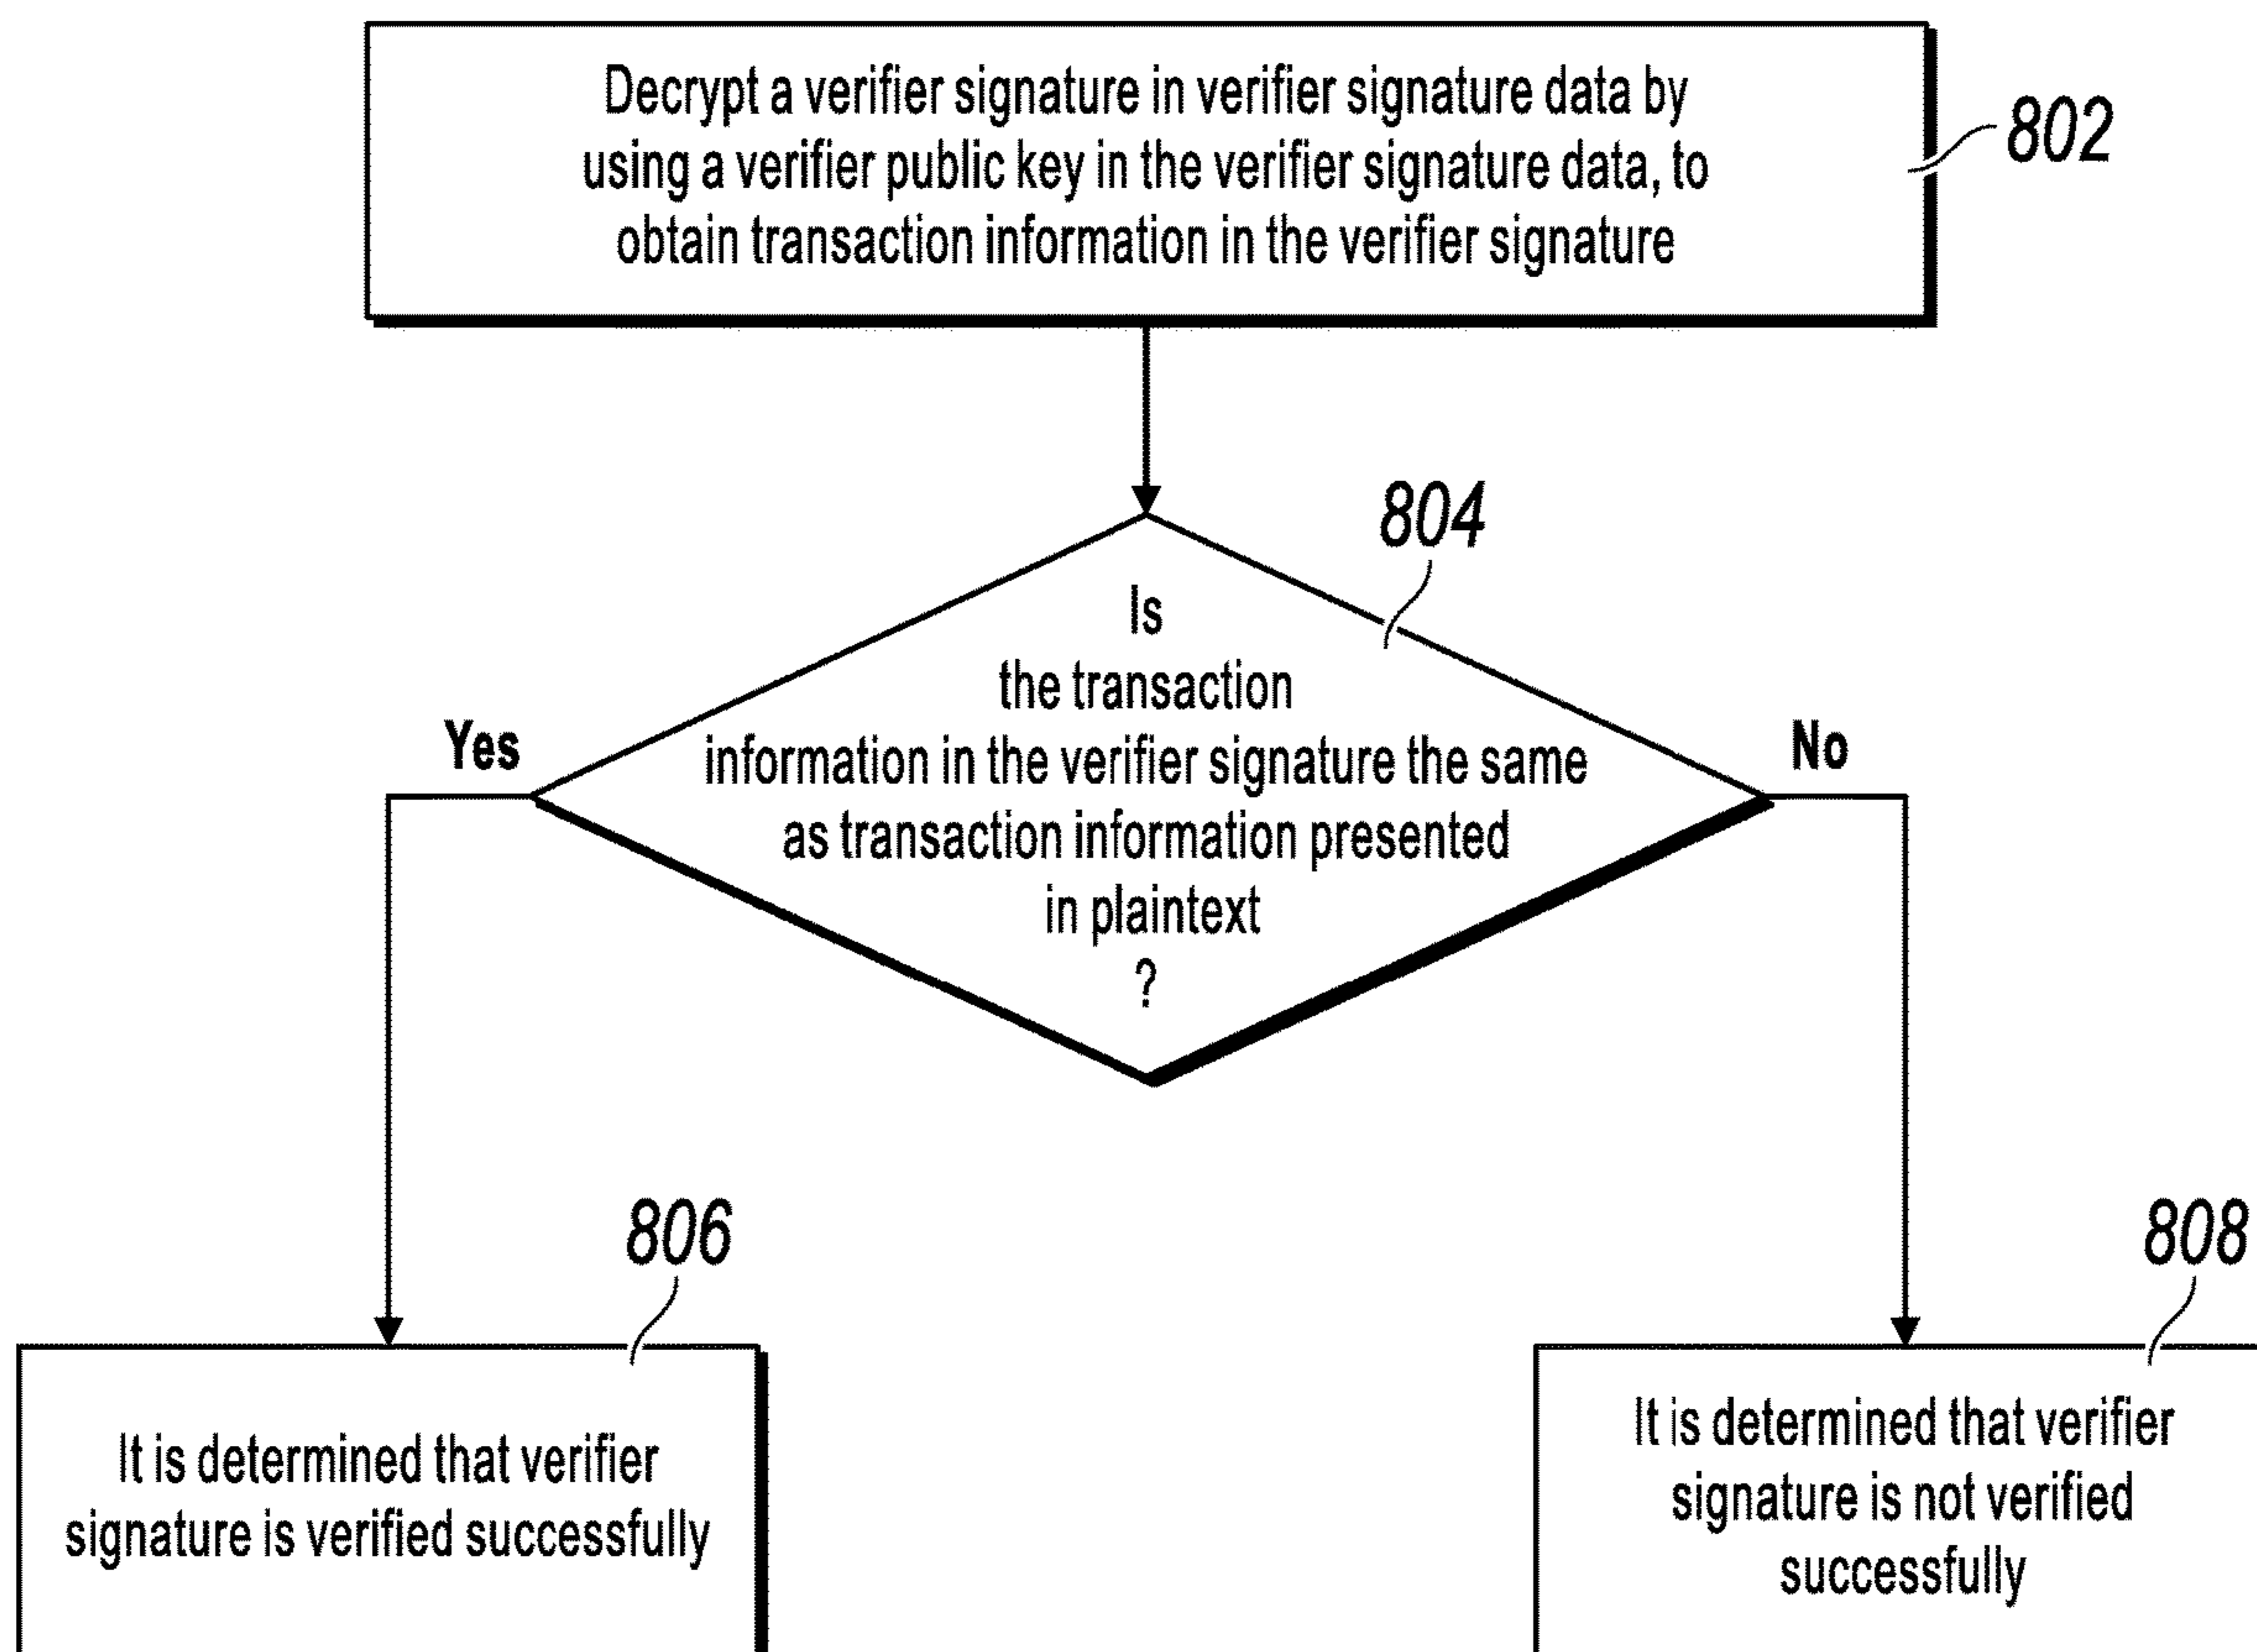 Decrypt a verifier signature in verifier signature data by
using a verifier public key in the verifier signature data, to
obtain transaction information in the verifier signature
802
804
Is
the transaction
information in the verifier signature the same
as transaction information presented
in plaintext
?
Yes
No
806
It is determined that verifier
signature is verified successfully
808
It is determined that verifier
signature is not verified
successfully